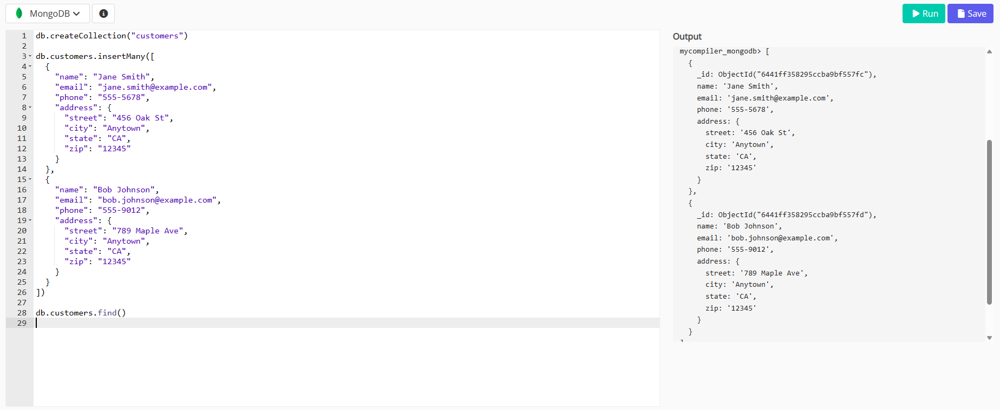 MongoDB
Run
Save
1 db.createCollection("customers")
2
3 db.customers.insertMany([
4 {
5 "name": "Jane Smith",
6 "email": "jane.smith@example.com",
7 "phone": "555-5678",
8 "address": {
9 "street": "456 Oak St",
10 "city": "Anytown",
11 "state": "CA",
12 "zip": "12345"
13 }
14 },
15 {
16 "name": "Bob Johnson",
17 "email": "bob.johnson@example.com",
18 "phone": "555-9012",
19 "address": {
20 "street": "789 Maple Ave",
21 "city": "Anytown",
22 "state": "CA",
23 "zip": "12345"
24 }
25 }
26 ])
27
28 db.customers.find()
29
Output
mycompiler_mongodb> [
{
_id: ObjectId("6441ff358295ccba9bf557fc"),
name: 'Jane Smith',
email: 'jane.smith@example.com',
phone: '555-5678',
address: {
street: '456 Oak St',
city: 'Anytown',
state: 'CA',
zip: '12345'
}
},
{
_id: ObjectId("6441ff358295ccba9bf557fd"),
name: 'Bob Johnson',
email: 'bob.johnson@example.com',
phone: '555-9012',
address: {
street: '789 Maple Ave',
city: 'Anytown',
state: 'CA',
zip: '12345'
}
}
]